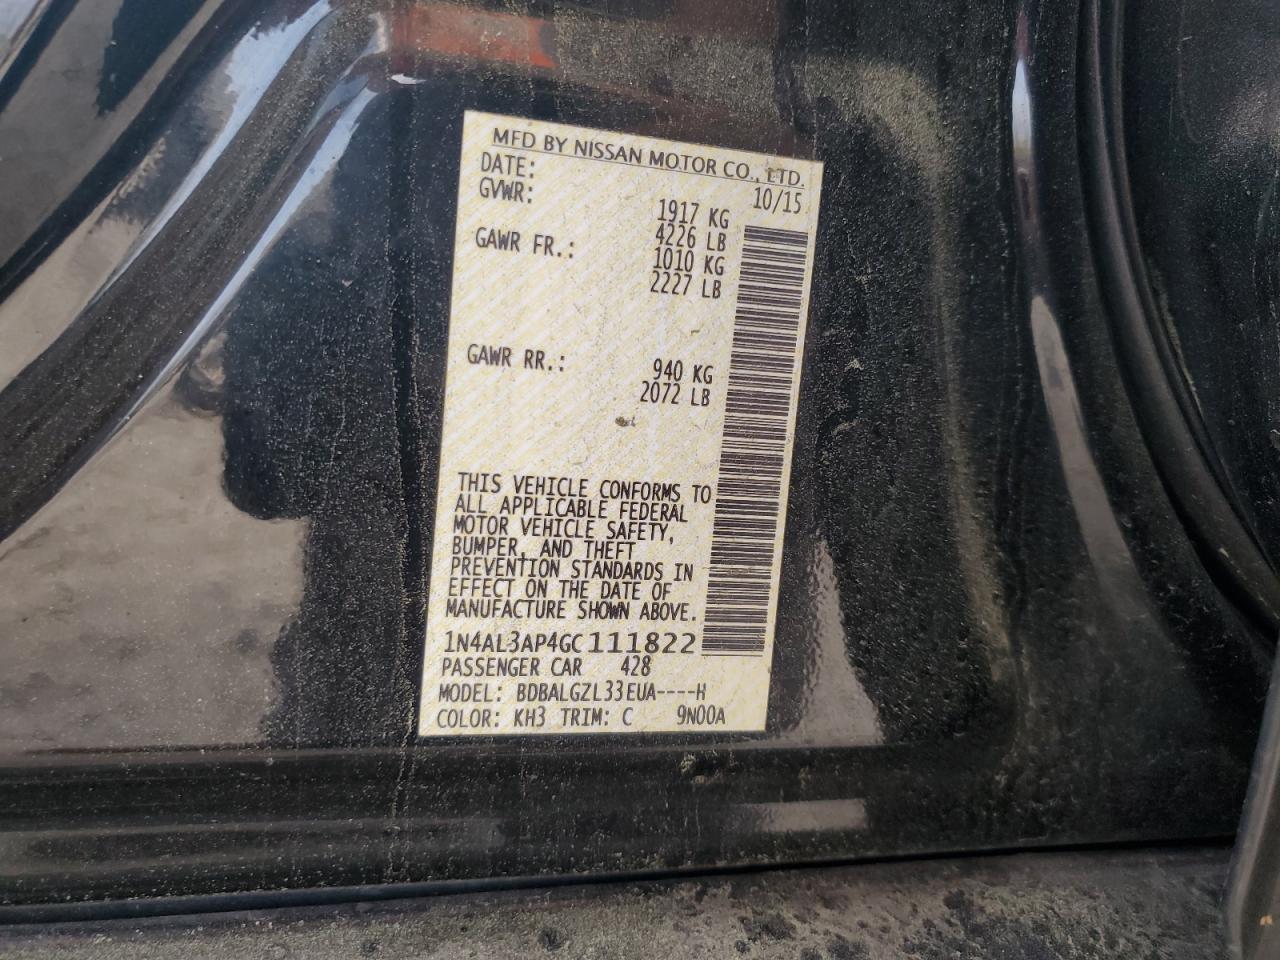 MFD BY NISSAN MOTOR CO., LTD.
DATE: 10/15
GVWR: 1917 KG
4226 LB
GAWR FR.: 1010 KG
2227 LB
GAWR RR.: 940 KG
2072 LB
THIS VEHICLE CONFORMS TO
ALL APPLICABLE FEDERAL
MOTOR VEHICLE SAFETY,
BUMPER, AND THEFT
PREVENTION STANDARDS IN
EFFECT ON THE DATE OF
MANUFACTURE SHOWN ABOVE.
1N4AL3AP4GC111822
PASSENGER CAR 428
MODEL: BDBALGZL33EUA----H
COLOR: KH3 TRIM: C 9N00A